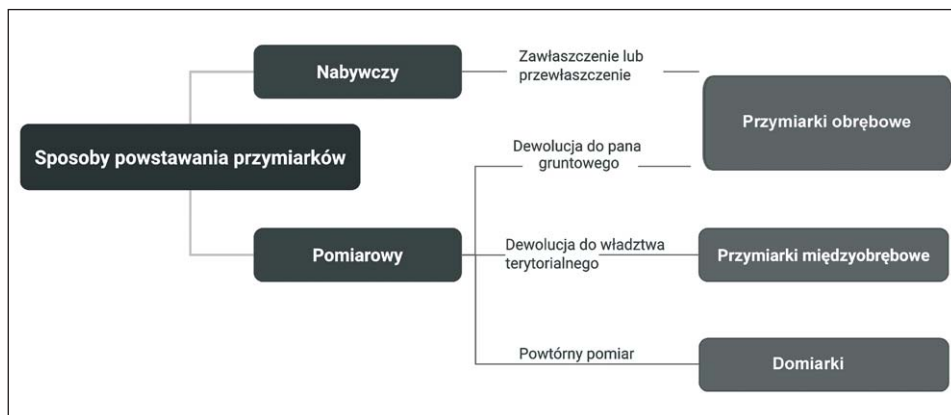 Sposoby powstawania przymiarków
Nabywczy
Zawłaszczenie lub
przewłaszczenie
Przymiarki obrębowe
Pomiarowy
Dewolucja do pana
gruntowego
Dewolucja do władztwa
terytorialnego
Przymiarki międzyobrębowe
Powtórny pomiar
Domiarki